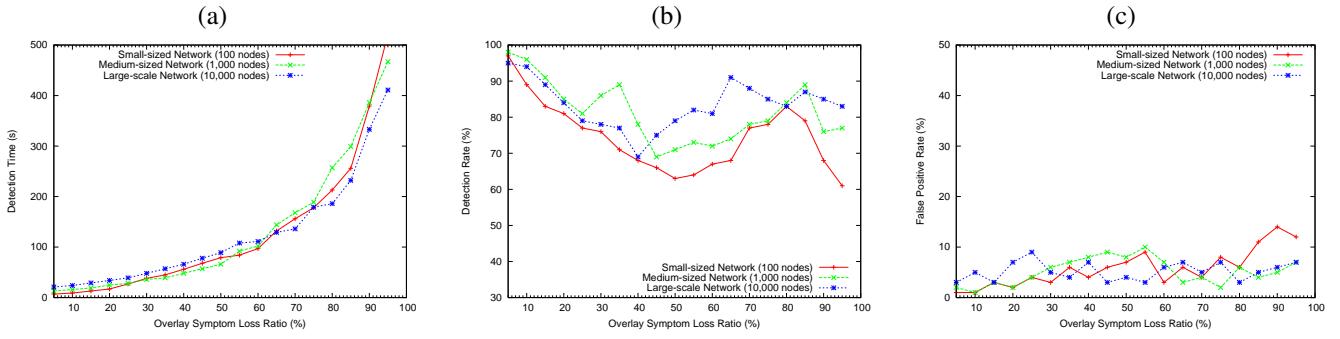 (a)
500
400
300
200
100
0
Detection Time (s)
Small-sized Network (100 nodes)
Medium-sized Network (1,000 nodes)
Large-scale Network (10,000 nodes)
10 20 30 40 50 60 70 80 90 100
Overlay Symptom Loss Ratio (%)
(b)
100
90
80
70
60
50
40
30
Detection Rate (%)
Small-sized Network (100 nodes)
Medium-sized Network (1,000 nodes)
Large-scale Network (10,000 nodes)
10 20 30 40 50 60 70 80 90 100
Overlay Symptom Loss Ratio (%)
(c)
50
40
30
20
10
0
False Positive Rate (%)
Small-sized Network (100 nodes)
Medium-sized Network (1,000 nodes)
Large-scale Network (10,000 nodes)
10 20 30 40 50 60 70 80 90 100
Overlay Symptom Loss Ratio (%)